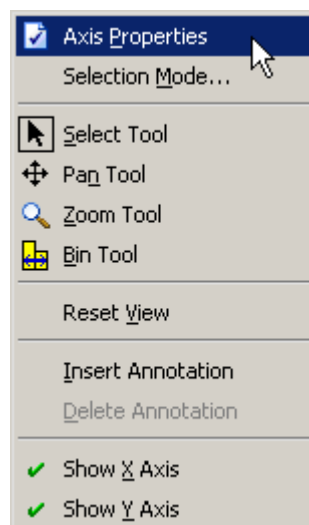 Axis Properties
Selection Mode...
Select Tool
Pan Tool
Zoom Tool
Bin Tool
Reset View
Insert Annotation
Delete Annotation
Show X Axis
Show Y Axis